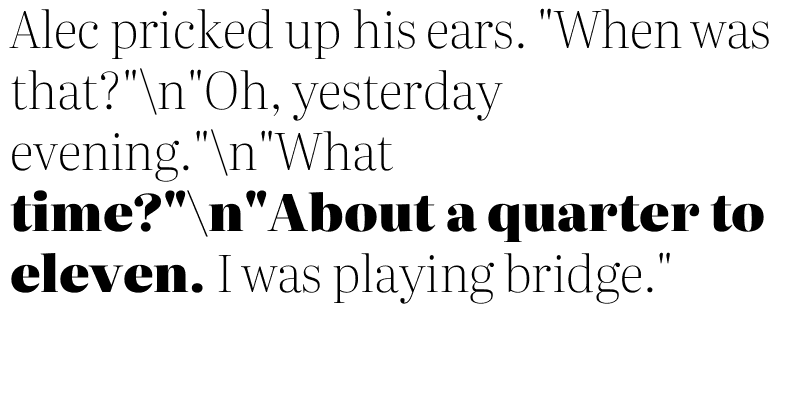 Alec pricked up his ears. "When was
that?"\n"Oh, yesterday
evening."\n"What
time?"\n"About a quarter to
eleven. I was playing bridge."